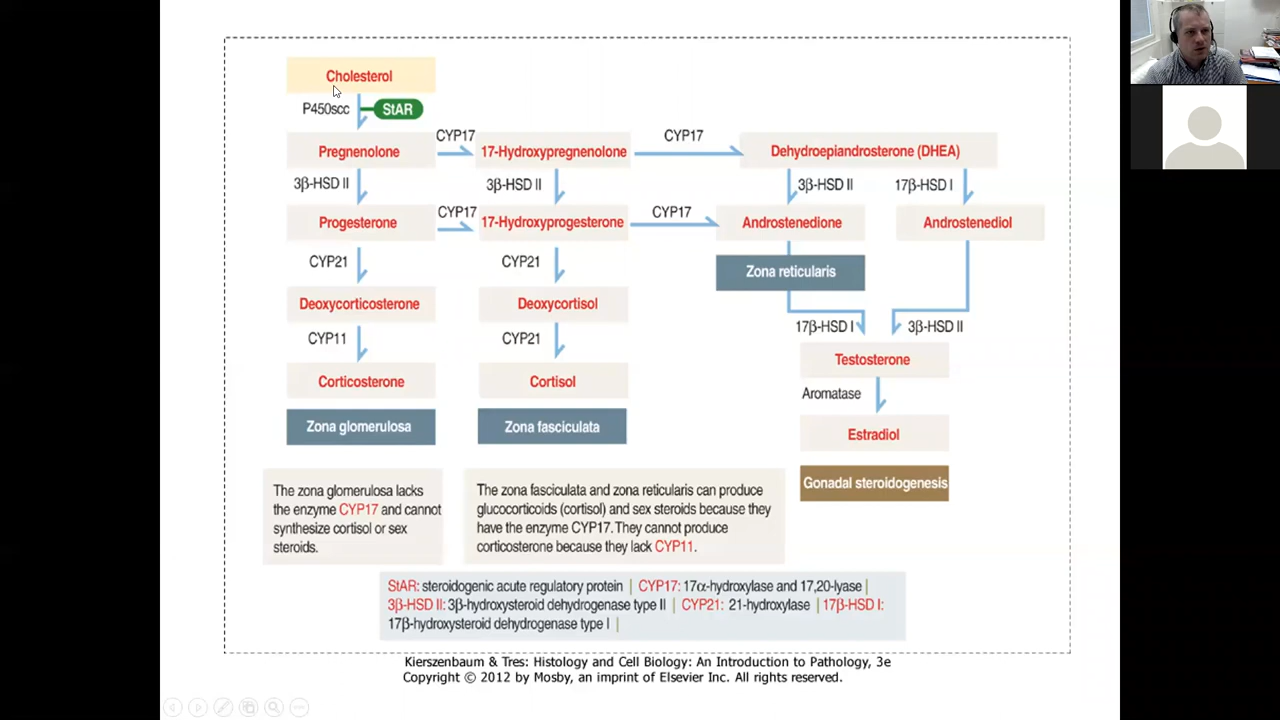 Cholesterol
P450scc
StAR
CYP17
CYP17
Pregnenolone
17-Hydroxypregnenolone
Dehydroepiandrosterone (DHEA)
3β-HSD II
3β-HSD II
3β-HSD II
17β-HSD I
CYP17
CYP17
Progesterone
17-Hydroxyprogesterone
Androstenedione
Androstenediol
CYP21
CYP21
Zona reticularis
Deoxycorticosterone
Deoxycortisol
17β-HSD I
3β-HSD II
CYP11
CYP21
Testosterone
Corticosterone
Cortisol
Aromatase
Zona glomerulosa
Zona fasciculata
Estradiol
Gonadal steroidogenesis
The zona glomerulosa lacks
the enzyme CYP17 and cannot
synthesize cortisol or sex
steroids.
The zona fasciculata and zona reticularis can produce
glucocorticoids (cortisol) and sex steroids because they
have the enzyme CYP17. They cannot produce
corticosterone because they lack CYP11.
StAR: steroidogenic acute regulatory protein | CYP17: 17α-hydroxylase and 17,20-lyase |
3β-HSD II: 3β-hydroxysteroid dehydrogenase type II | CYP21: 21-hydroxylase | 17β-HSD I:
17β-hydroxysteroid dehydrogenase type I |
Kierszenbaum & Tres: Histology and Cell Biology: An Introduction to Pathology, 3e
Copyright © 2012 by Mosby, an imprint of Elsevier Inc. All rights reserved.